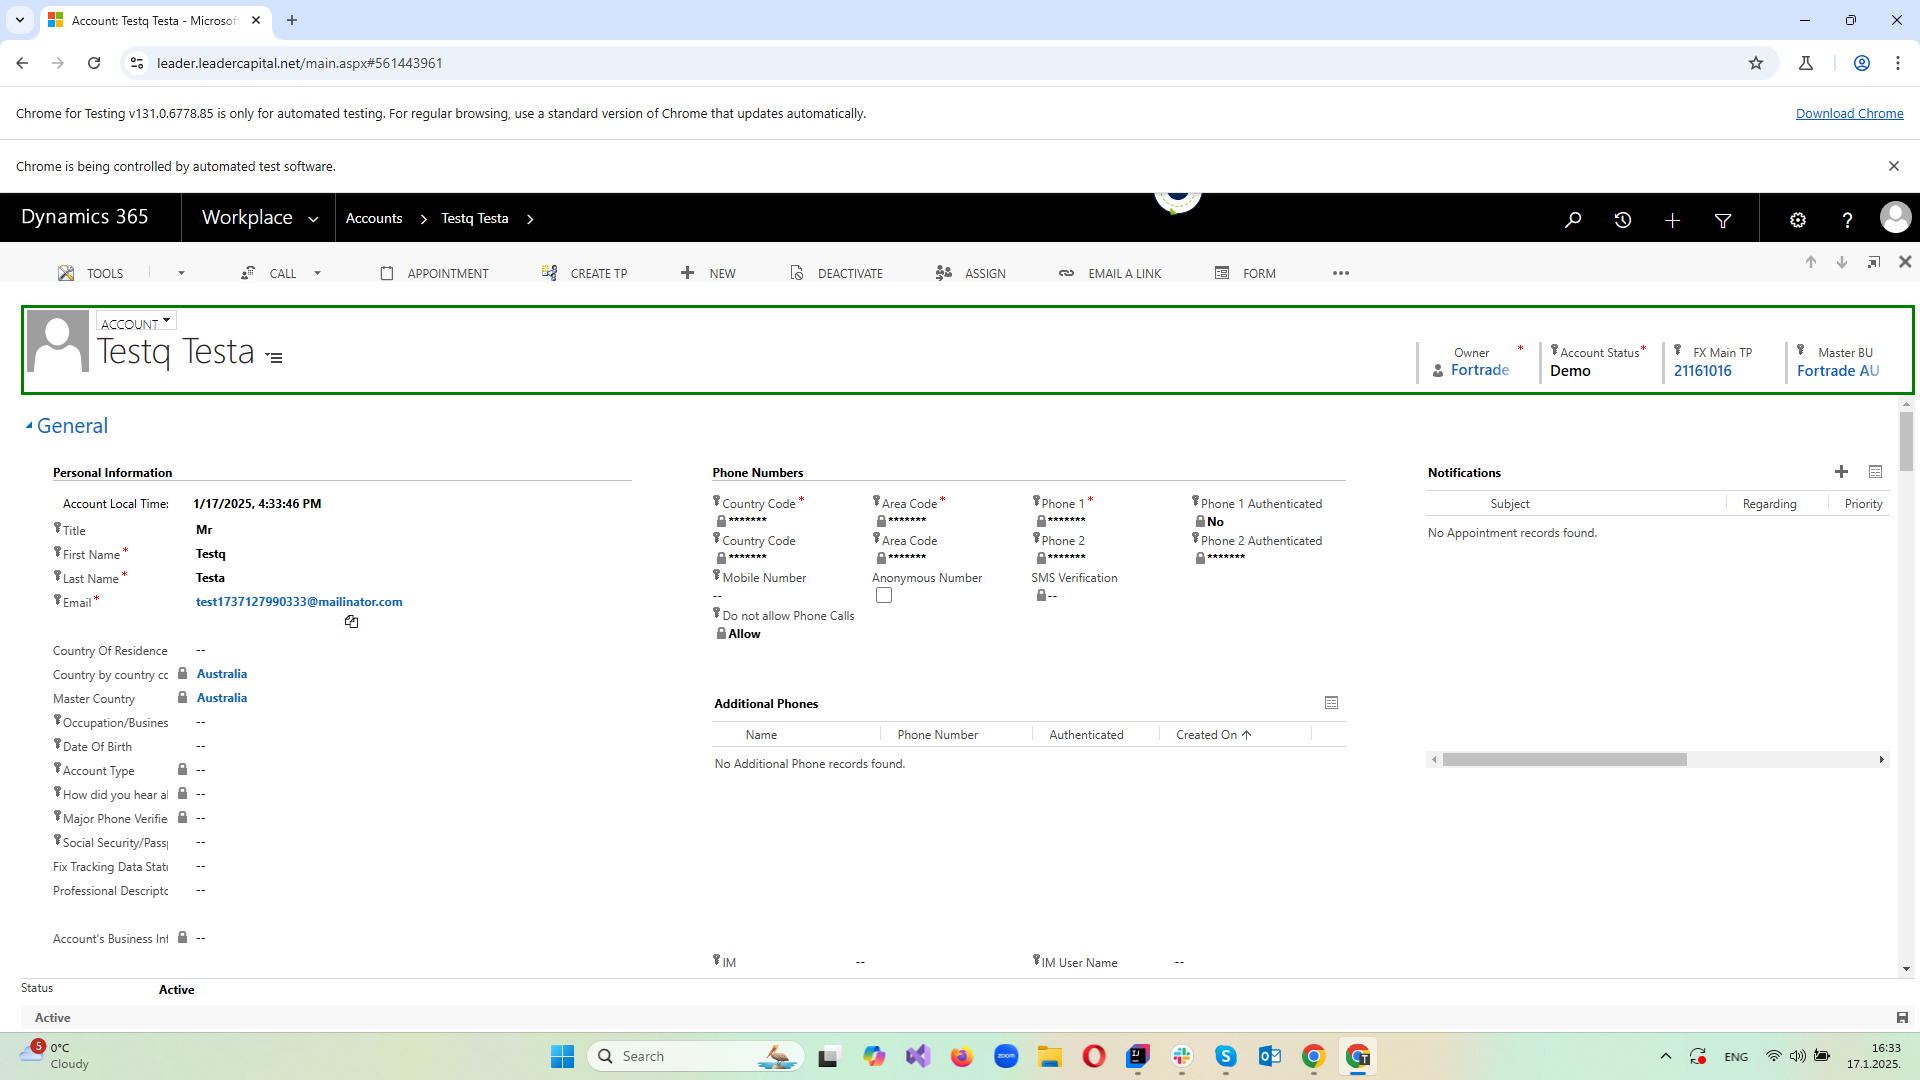 Account: Testq Testa - Microsof
leader.leadercapital.net/main.aspx#561443961
Chrome for Testing v131.0.6778.85 is only for automated testing. For regular browsing, use a standard version of Chrome that updates automatically.
Download Chrome
Chrome is being controlled by automated test software.
Dynamics 365
Workplace
Accounts
Testq Testa
TOOLS
CALL
APPOINTMENT
CREATE TP
NEW
DEACTIVATE
ASSIGN
EMAIL A LINK
FORM
ACCOUNT
Testq Testa
Owner *
Fortrade
Account Status *
Demo
FX Main TP
21161016
Master BU
Fortrade AU
General
Personal Information
Account Local Time: 1/17/2025, 4:33:46 PM
Title Mr
First Name * Testq
Last Name * Testa
Email * test1737127990333@mailinator.com
Country Of Residence --
Country by country cc Australia
Master Country Australia
Occupation/Busines --
Date Of Birth --
Account Type --
How did you hear al --
Major Phone Verifie --
Social Security/Pass --
Fix Tracking Data Stat --
Professional Descripto --
Account's Business Inf --
Phone Numbers
Country Code * Area Code * Phone 1 * Phone 1 Authenticated
******* ******* ******* No
Country Code Area Code Phone 2 Phone 2 Authenticated
******* ******* ******* *******
Mobile Number Anonymous Number SMS Verification
-- --
Do not allow Phone Calls
Allow
Additional Phones
Name Phone Number Authenticated Created On
No Additional Phone records found.
IM -- IM User Name --
Notifications
Subject Regarding Priority
No Appointment records found.
Status Active
Active
5
0°C
Cloudy
Search
zoom
ENG
16:33
17.1.2025.